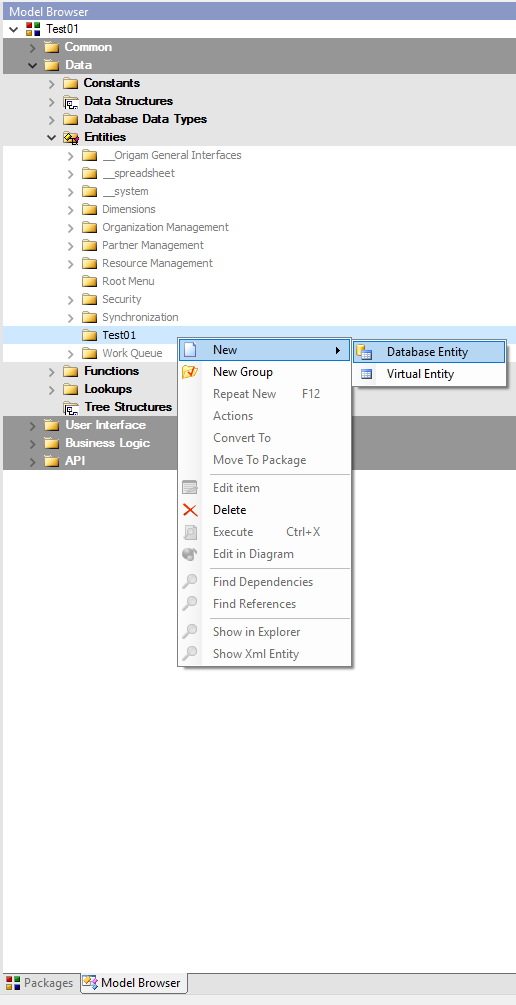 Model Browser
Test01
Common
Data
Constants
Data Structures
Database Data Types
Entities
__Origam General Interfaces
__spreadsheet
__system
Dimensions
Organization Management
Partner Management
Resource Management
Root Menu
Security
Synchronization
Test01
Work Queue
Functions
Lookups
Tree Structures
User Interface
Business Logic
API
New
New Group
Repeat New F12
Actions
Convert To
Move To Package
Edit item
Delete
Execute Ctrl+X
Edit in Diagram
Find Dependencies
Find References
Show in Explorer
Show Xml Entity
Database Entity
Virtual Entity
Packages
Model Browser